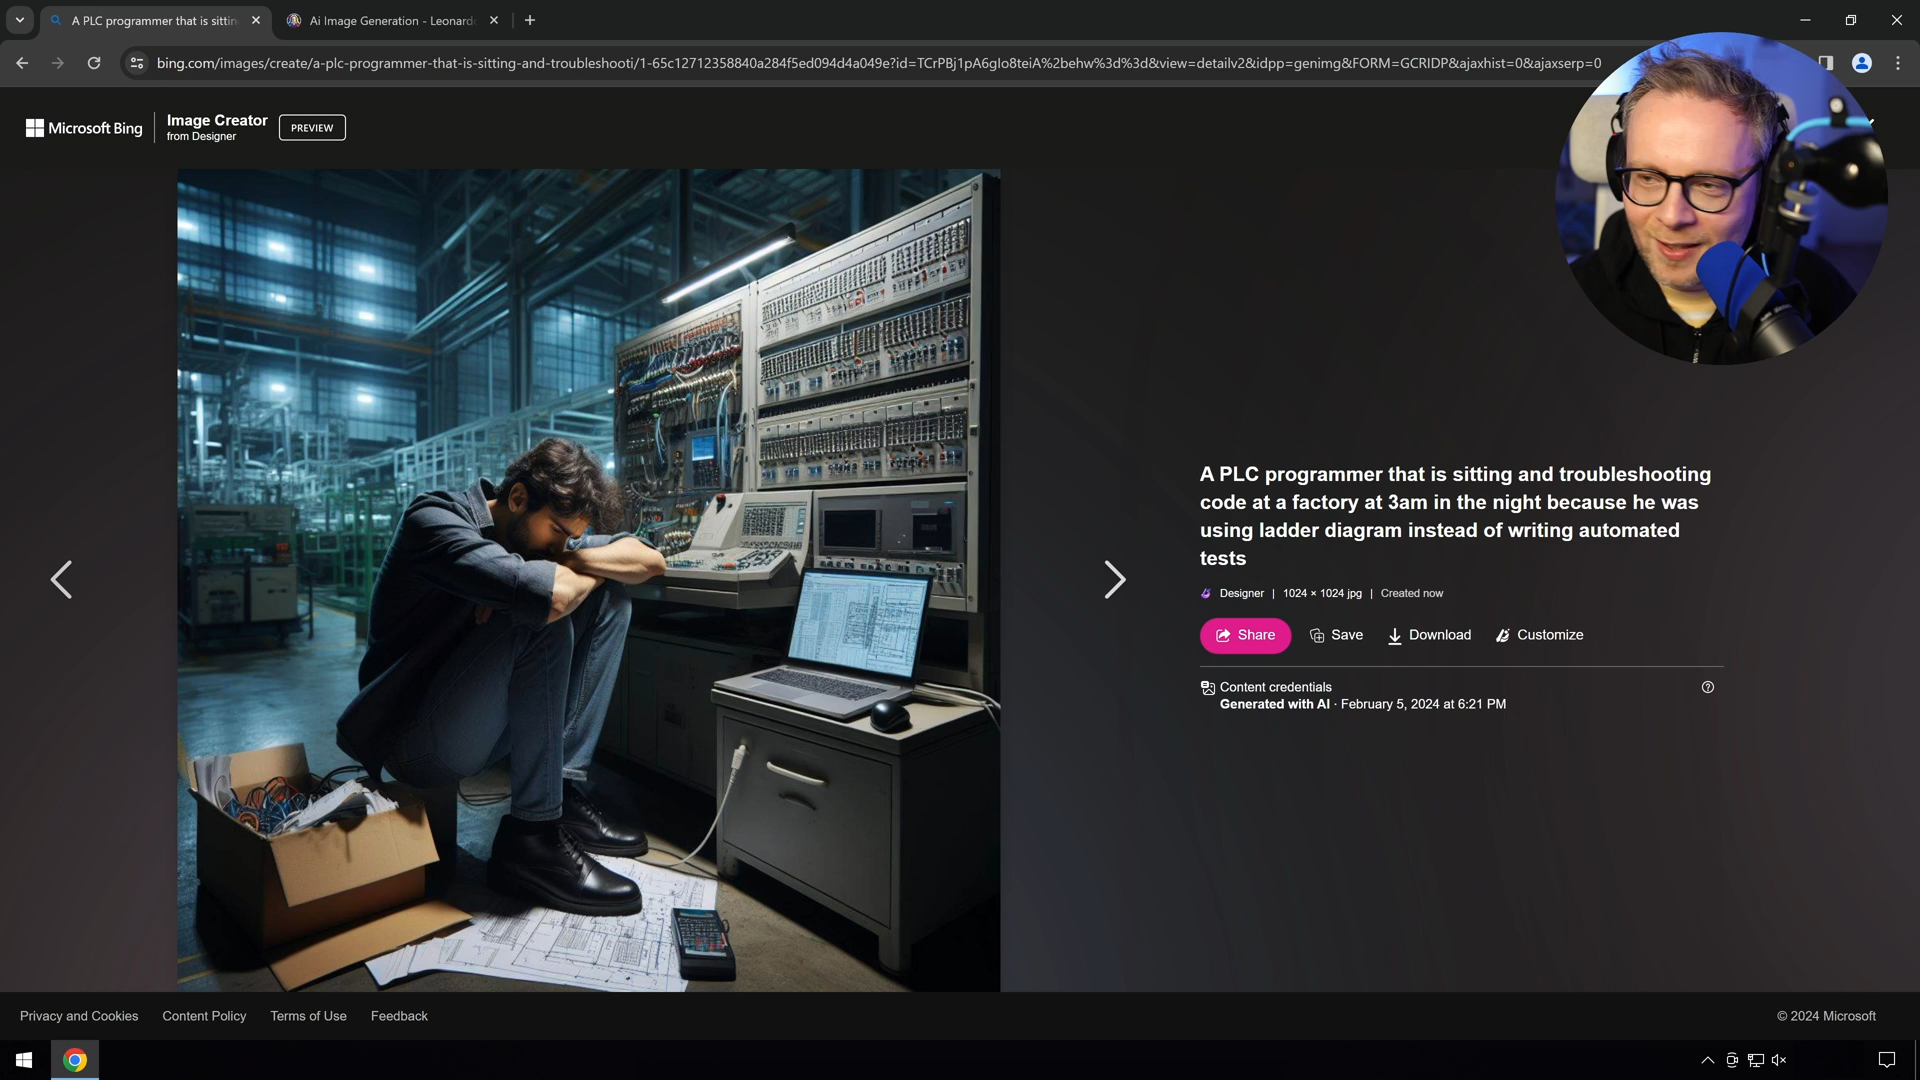 A PLC programmer that is sittin
Ai Image Generation - Leonard
bing.com/images/create/a-plc-programmer-that-is-sitting-and-troubleshooti/1-65c12712358840a284f5ed094d4a049e?id=TCrPBj1pA6glo8teiA%2behw%3d%3d&view=detailv2&idpp=genimg&FORM=GCRIDP&ajaxhist=0&ajaxserp=0
Microsoft Bing
Image Creator
from Designer
PREVIEW
A PLC programmer that is sitting and troubleshooting
code at a factory at 3am in the night because he was
using ladder diagram instead of writing automated
tests
Designer | 1024 × 1024 jpg | Created now
Share Save Download Customize
Content credentials
Generated with AI · February 5, 2024 at 6:21 PM
Privacy and Cookies Content Policy Terms of Use Feedback
© 2024 Microsoft